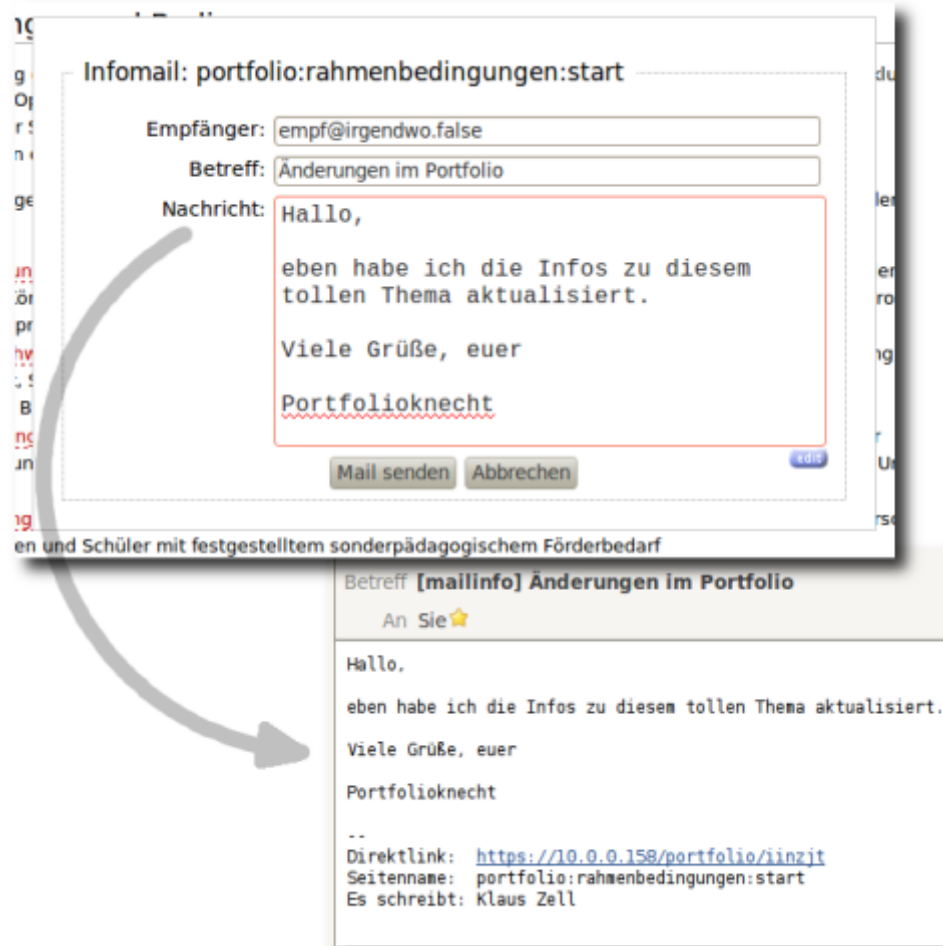 Infomail: portfolio:rahmenbedingungen:start
Empfänger: empf@irgendwo.false
Betreff: Änderungen im Portfolio
Nachricht: Hallo,
eben habe ich die Infos zu diesem
tollen Thema aktualisiert.
Viele Grüße, euer
Portfolioknecht
edit
Mail senden Abbrechen
en und Schüler mit festgestelltem sonderpädagogischem Förderbedarf
Betreff [mailinfo] Änderungen im Portfolio
An Sie
Hallo,
eben habe ich die Infos zu diesem tollen Thema aktualisiert.
Viele Grüße, euer
Portfolioknecht
--
Direktlink: https://10.0.0.158/portfolio/iinzjt
Seitenname: portfolio:rahmenbedingungen:start
Es schreibt: Klaus Zell